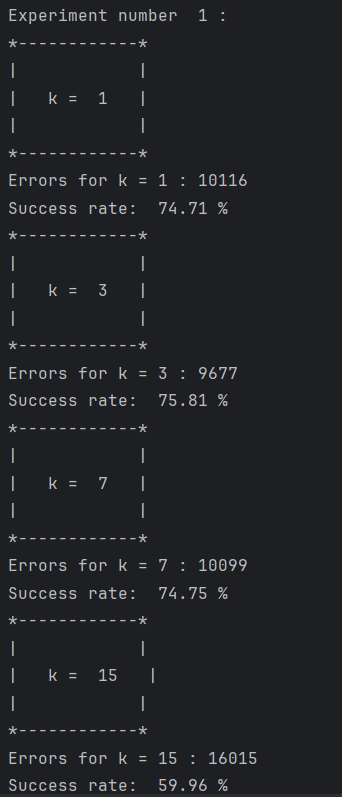 Experiment number  1 :
*------------*
|            |
|   k =  1   |
|            |
*------------*
Errors for k = 1 : 10116
Success rate:  74.71 %
*------------*
|            |
|   k =  3   |
|            |
*------------*
Errors for k = 3 : 9677
Success rate:  75.81 %
*------------*
|            |
|   k =  7   |
|            |
*------------*
Errors for k = 7 : 10099
Success rate:  74.75 %
*------------*
|            |
|   k =  15   |
|            |
*------------*
Errors for k = 15 : 16015
Success rate:  59.96 %